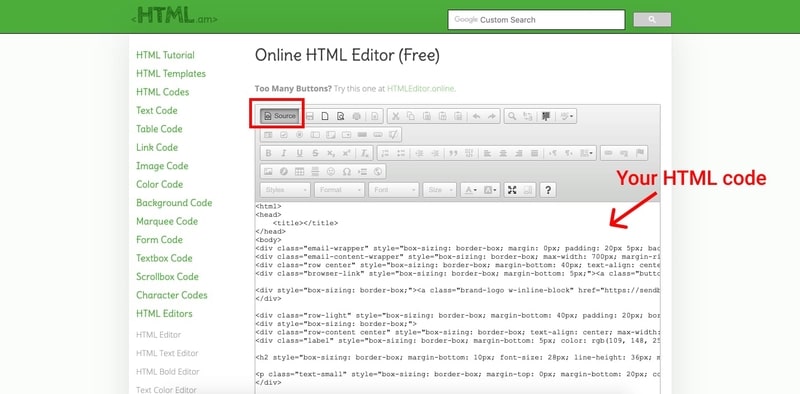 <HTML.am>
Google Custom Search
HTML Tutorial
HTML Templates
HTML Codes
Text Code
Table Code
Link Code
Image Code
Color Code
Background Code
Marquee Code
Form Code
Textbox Code
Scrollbox Code
Character Codes
HTML Editors
HTML Editor
HTML Text Editor
HTML Bold Editor
Text Color Editor
Online HTML Editor (Free)
Too Many Buttons? Try this one at HTMLEditor.online.
Source
B I U S x₂ x² Iₓ
Styles Format Font Size A A ?
Your HTML code
<html>
<head>
<title></title>
</head>
<body>
<div class="email-wrapper" style="box-sizing: border-box; margin: 0px; padding: 20px 5px; bac
<div class="email-content-wrapper" style="box-sizing: border-box; max-width: 700px; margin-ri
<div class="row center" style="box-sizing: border-box; margin-bottom: 40px; text-align: cente
<div class="browser-link" style="box-sizing: border-box; margin-bottom: 5px;"><a class="butt
<div style="box-sizing: border-box;"><a class="brand-logo w-inline-block" href="https://sendb
</div>
<div class="row-light" style="box-sizing: border-box; margin-bottom: 40px; padding: 20px; bor
<div style="box-sizing: border-box;">
<div class="row-content center" style="box-sizing: border-box; text-align: center; max-width:
<div class="label" style="box-sizing: border-box; margin-bottom: 5px; color: rgb(109, 148, 25
<h2 style="box-sizing: border-box; margin-bottom: 10px; font-size: 28px; line-height: 36px; m
<p class="text-small" style="box-sizing: border-box; margin-top: 0px; margin-bottom: 20px; co
</div>